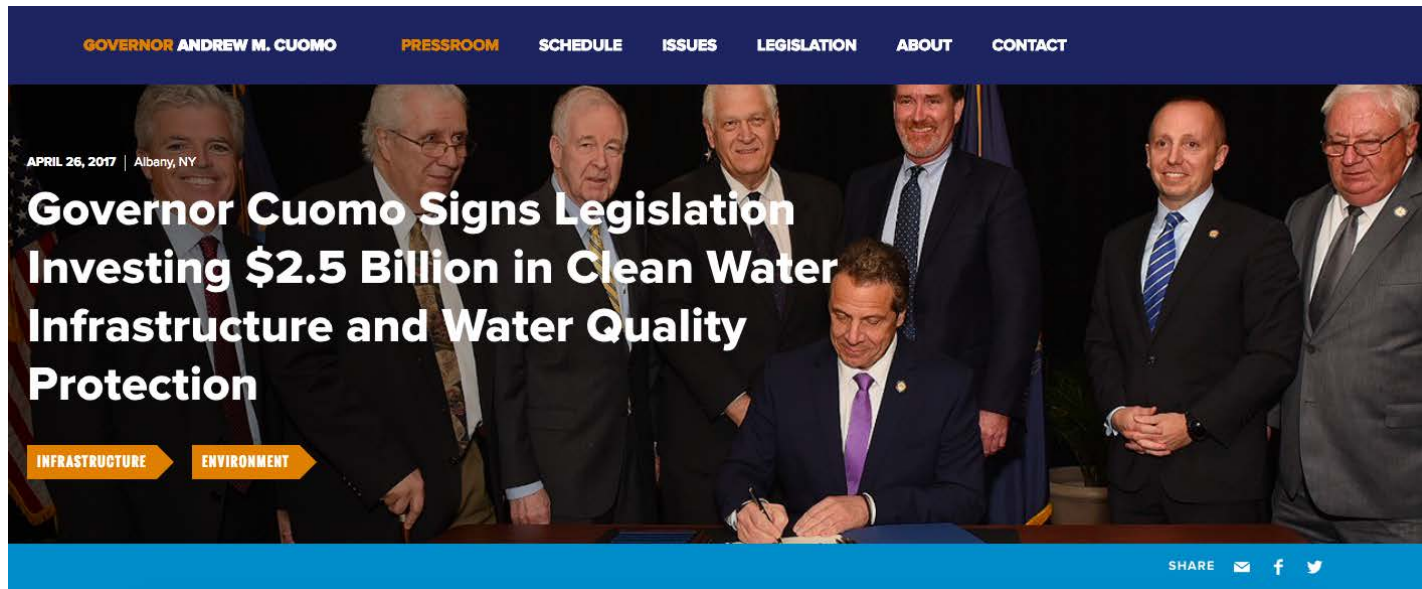 GOVERNOR ANDREW M. CUOMO PRESSROOM SCHEDULE ISSUES LEGISLATION ABOUT CONTACT
APRIL 26, 2017 | Albany, NY
Governor Cuomo Signs Legislation
Investing $2.5 Billion in Clean Water
Infrastructure and Water Quality
Protection
INFRASTRUCTURE ENVIRONMENT
SHARE